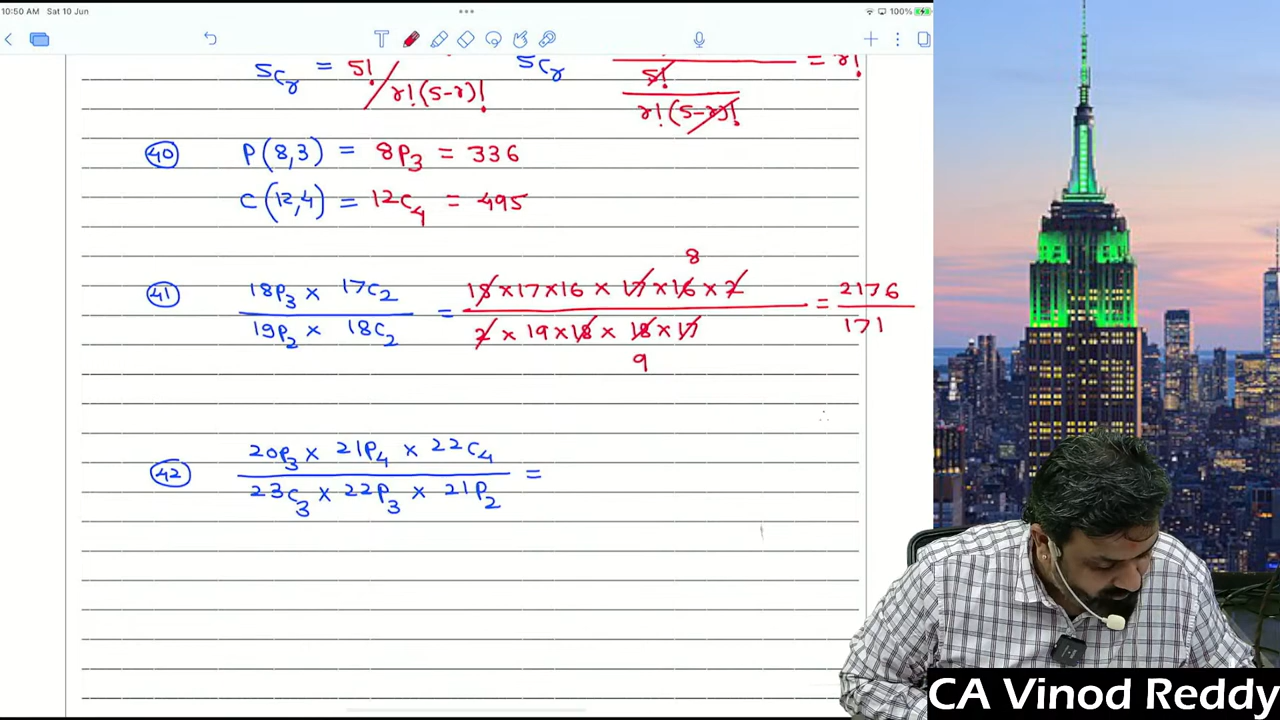 10:50 AM Sat 10 Jun
100%
T
5Cr = 5! / r!(5-r)! 5Cr 5! / r!(5-r)! = r!
40 P(8,3) = 8P3 = 336
C(12,4) = 12C4 = 495
8
41 18P3 × 17C2 / 19P2 × 18C2 = 18×17×16 × 17×16×2 / 2 × 19×18 × 18×17 = 2176 / 171
9
42 20P3 × 21P4 × 22C4 / 23C3 × 22P3 × 21P2 =
CA Vinod Reddy